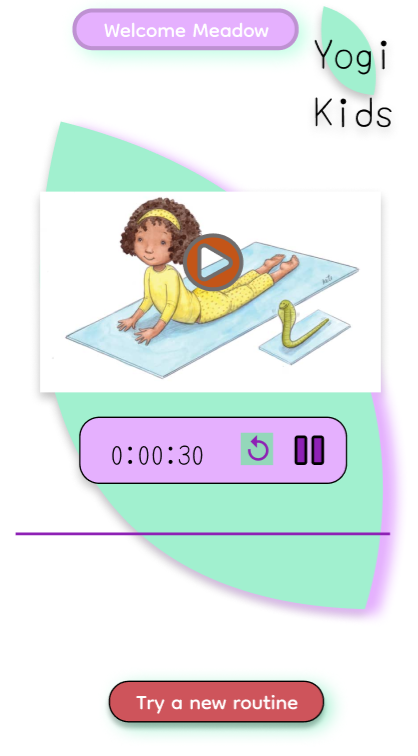 Welcome Meadow
Yogi
Kids
0:00:30
Try a new routine